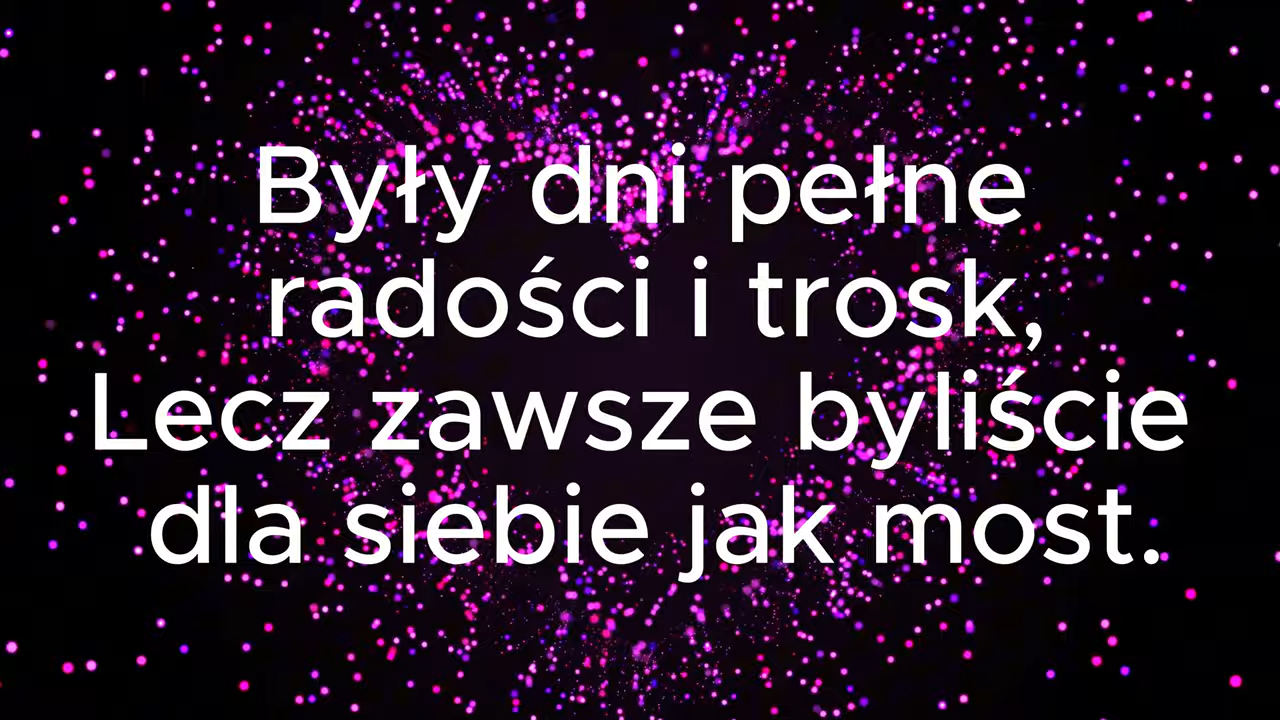 Były dni pełne
radości i trosk,
Lecz zawsze byliście
dla siebie jak most.